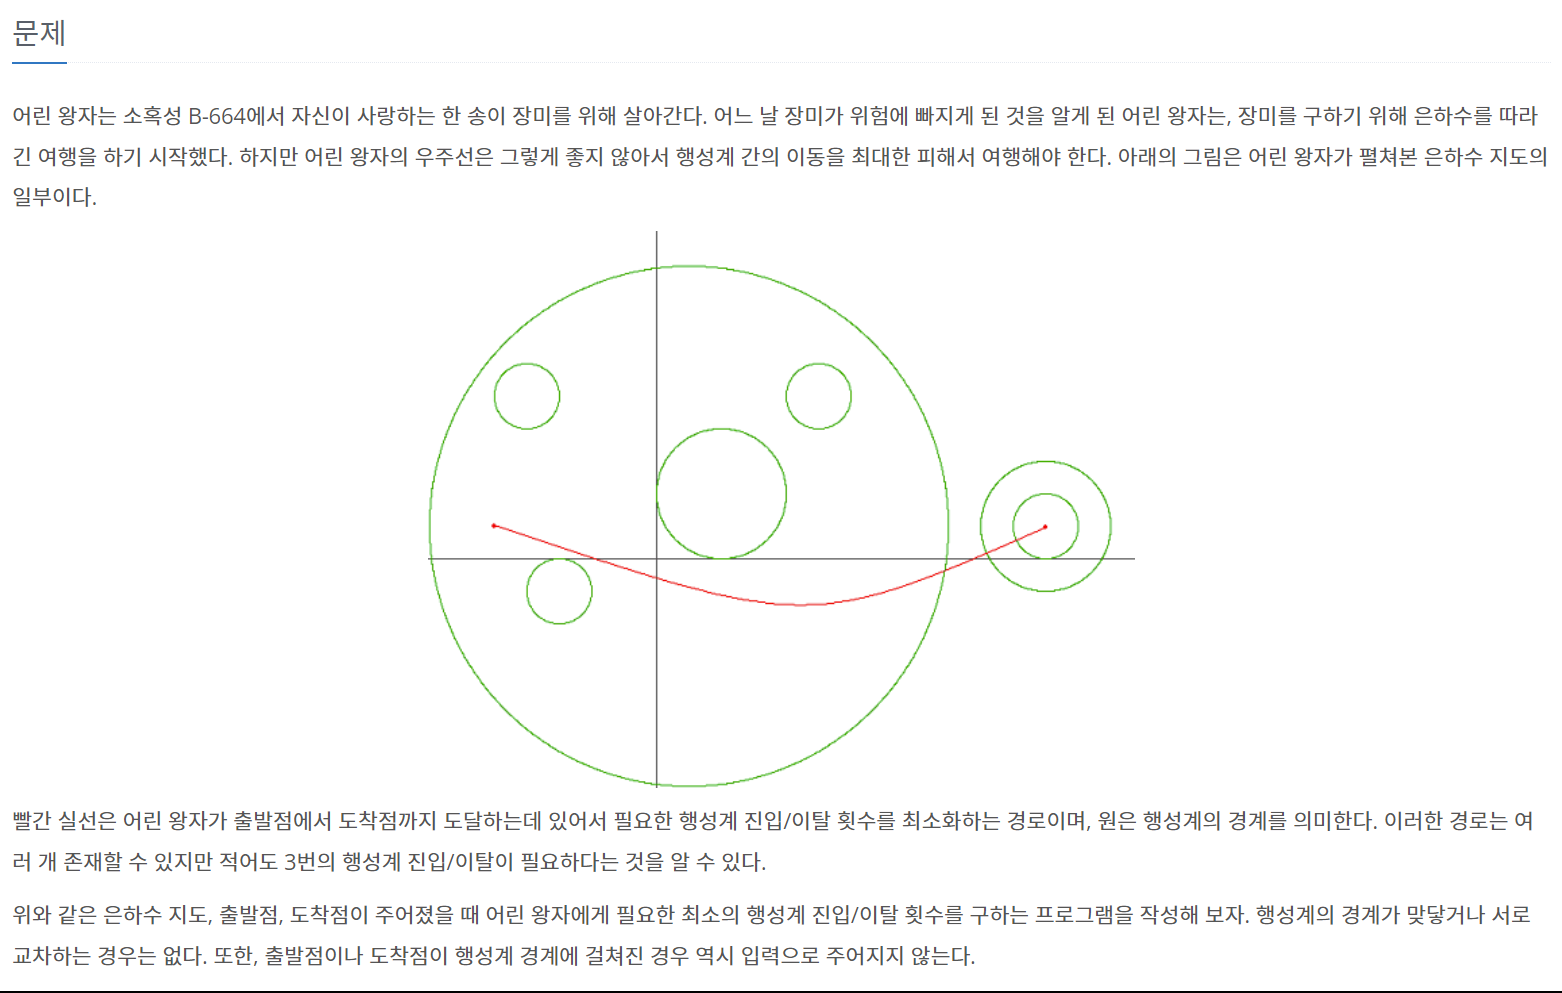 문제
어린 왕자는 소혹성 B-664에서 자신이 사랑하는 한 송이 장미를 위해 살아간다. 어느 날 장미가 위험에 빠지게 된 것을 알게 된 어린 왕자는, 장미를 구하기 위해 은하수를 따라
긴 여행을 하기 시작했다. 하지만 어린 왕자의 우주선은 그렇게 좋지 않아서 행성계 간의 이동을 최대한 피해서 여행해야 한다. 아래의 그림은 어린 왕자가 펼쳐본 은하수 지도의
일부이다.
빨간 실선은 어린 왕자가 출발점에서 도착점까지 도달하는데 있어서 필요한 행성계 진입/이탈 횟수를 최소화하는 경로이며, 원은 행성계의 경계를 의미한다. 이러한 경로는 여
러 개 존재할 수 있지만 적어도 3번의 행성계 진입/이탈이 필요하다는 것을 알 수 있다.
위와 같은 은하수 지도, 출발점, 도착점이 주어졌을 때 어린 왕자에게 필요한 최소의 행성계 진입/이탈 횟수를 구하는 프로그램을 작성해 보자. 행성계의 경계가 맞닿거나 서로
교차하는 경우는 없다. 또한, 출발점이나 도착점이 행성계 경계에 걸쳐진 경우 역시 입력으로 주어지지 않는다.